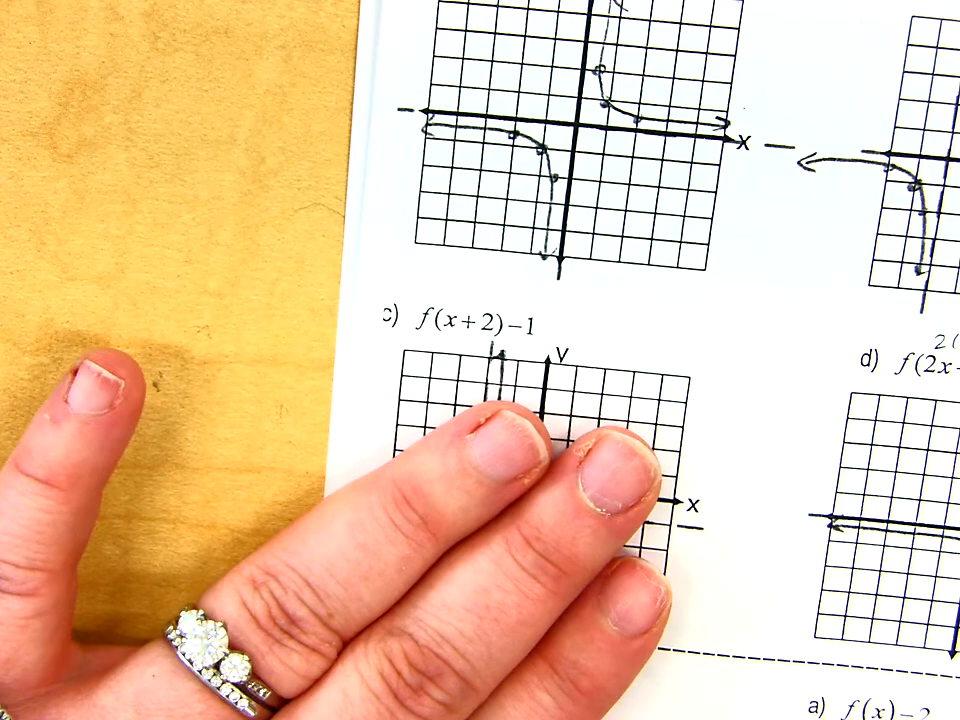 x
c) f(x+2)−1
y
x
d) f(2x
a) f(x)−2